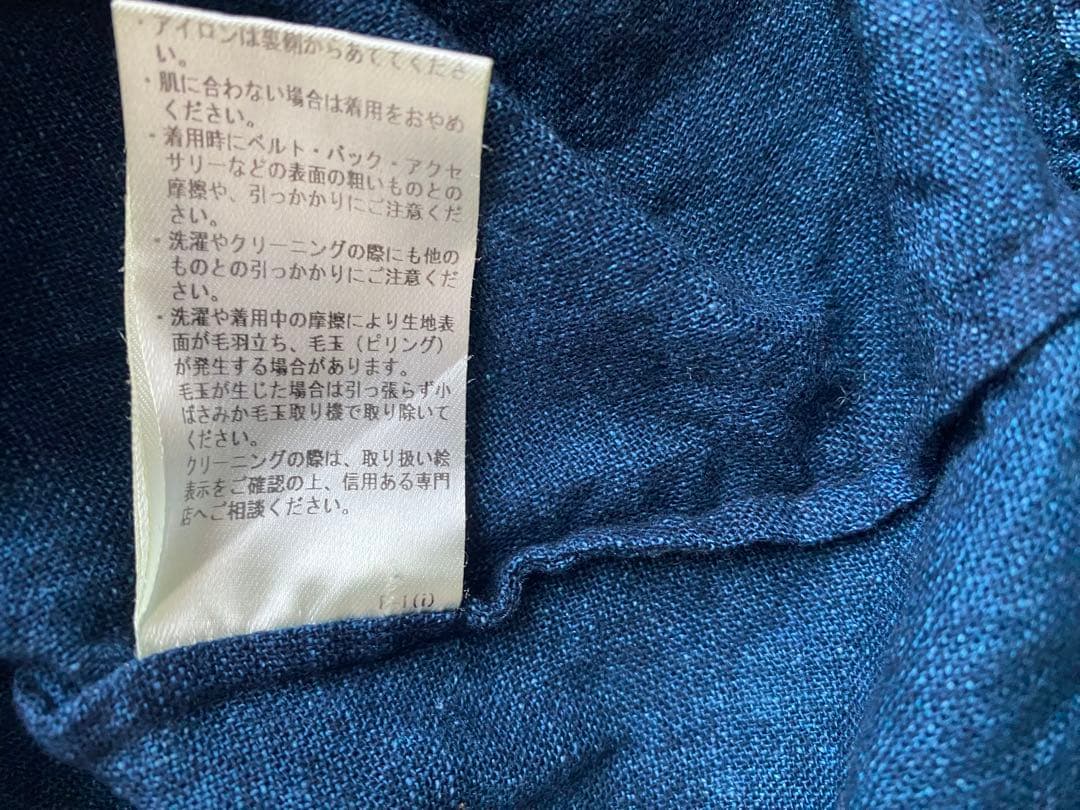 ・アイロンは裏側からあててくださ
い。
・肌に合わない場合は着用をおやめ
ください。
・着用時にベルト・バック・アクセ
サリーなどの表面の粗いものとの
摩擦や、引っかかりにご注意くだ
さい。
・洗濯やクリーニングの際にも他の
ものとの引っかかりにご注意くだ
さい。
・洗濯や着用中の摩擦により生地表
面が毛羽立ち、毛玉（ピリング）
が発生する場合があります。
毛玉が生じた場合は引っ張らず小
ばさみか毛玉取り機で取り除いて
ください。
クリーニングの際は、取り扱い絵
表示をご確認の上、信用ある専門
店へご相談ください。